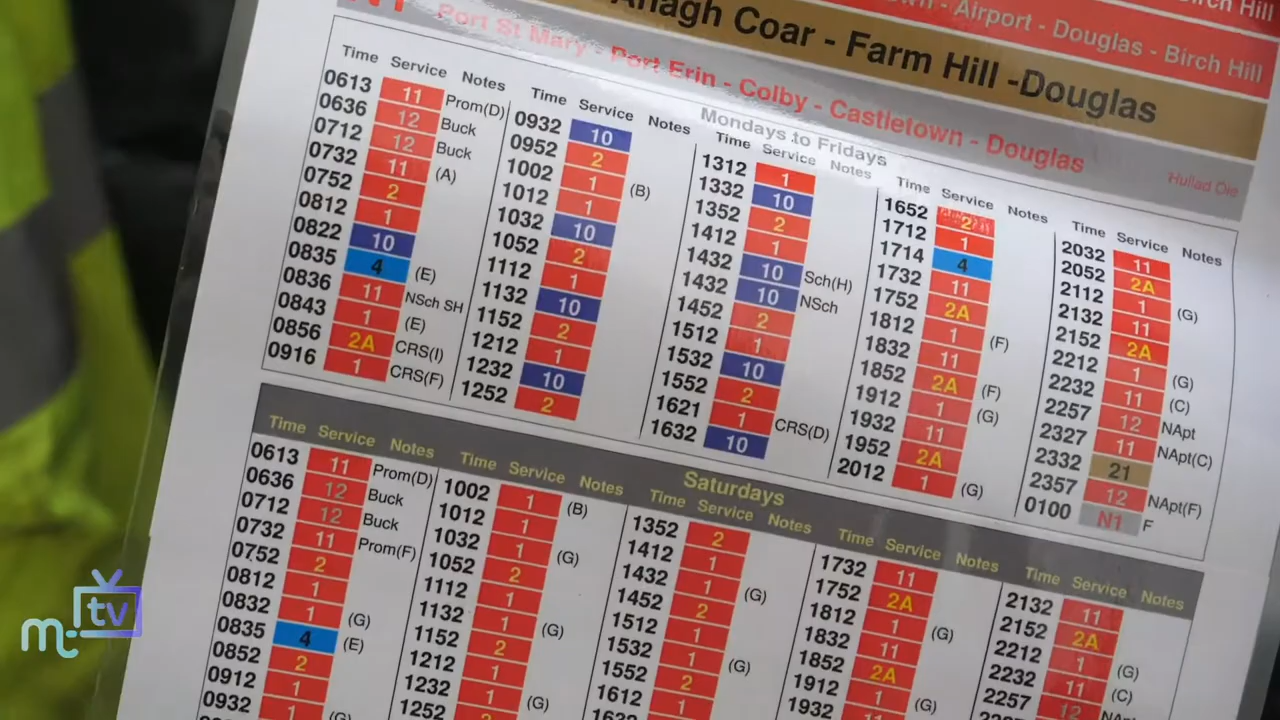 Airport - Douglas - Birch Hill
Coar - Farm Hill -Douglas
N1 Port St Mary - Port Erin - Colby - Castletown - Douglas
Mondays to Fridays
Time Service Notes
0613 11 Prom(D)
0636 12 Buck
0712 12 Buck
0732 11 (A)
0752 2
0812 1
0822 10
0835 4 (E)
0836 11 NSch SH
0843 1 (E)
0856 2A CRS(I)
0916 1 CRS(F)
Time Service Notes
0932 10
0952 2
1002 1 (B)
1012 1
1032 10
1052 2
1112 1
1132 10
1152 2
1212 1
1232 10
1252 2
Time Service Notes
1312 1
1332 10
1352 2
1412 1
1432 10 Sch(H)
1432 10 NSch
1452 2
1512 1
1532 10
1552 2
1621 1 CRS(D)
1632 10
Time Service Notes
1652 2
1712 1
1714 4
1732 11
1752 2A
1812 1 (F)
1832 11
1852 2A (F)
1912 1 (G)
1932 11
1952 2A
2012 1 (G)
Time Service Notes
2032 11
2052 2A
2112 1 (G)
2132 11
2152 2A
2212 1 (G)
2232 11 (C)
2257 12 NApt
2327 11 NApt(C)
2332 21
2357 12 NApt(F)
0100 N1 F
Saturdays
Time Service Notes
0613 11 Prom(D)
0636 12 Buck
0712 12 Buck
0732 11 Prom(F)
0752 2
0812 1
0832 1 (G)
0835 4 (E)
0852 2
0912 1
0932 1 (G)
Time Service Notes
1002 1 (B)
1012 1
1032 1 (G)
1052 2
1112 1
1132 1 (G)
1152 2
1212 1
1232 1 (G)
1252 2
Time Service Notes
1352 2
1412 1
1432 1 (G)
1452 2
1512 1
1532 1 (G)
1552 2
1612 1
Time Service Notes
1732 11
1752 2A
1812 1 (G)
1832 11
1852 2A
1912 1 (G)
1932 11
Time Service Notes
2132 11
2152 2A
2212 1 (G)
2232 11 (C)
2257 12
tv